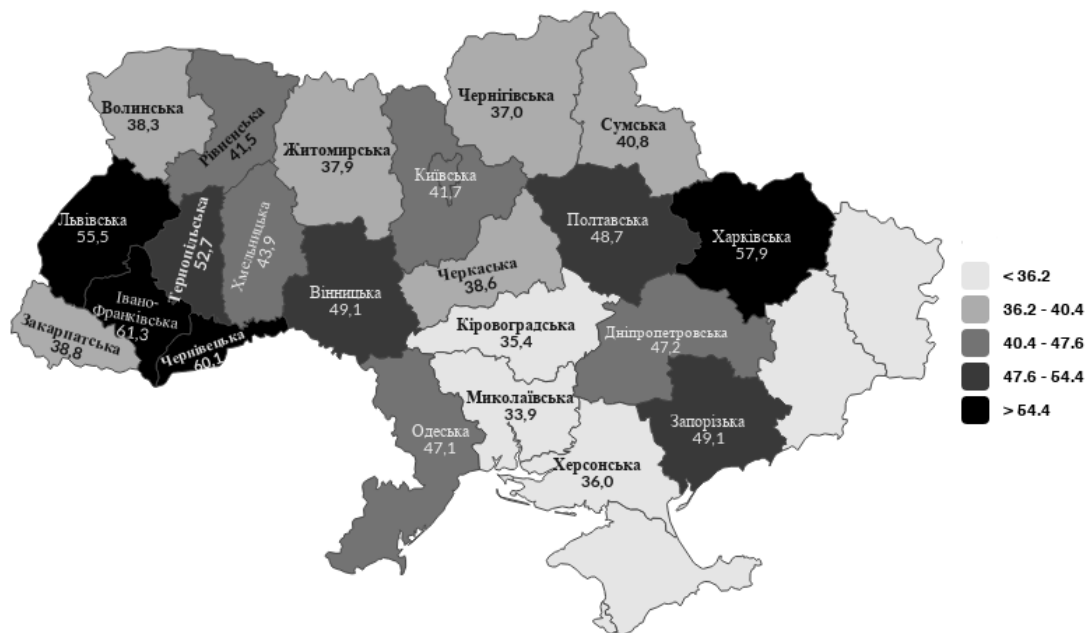 Волинська
38,3
Рівненська
41,5
Житомирська
37,9
Київська
41,7
Чернігівська
37,0
Сумська
40,8
Львівська
55,5
Тернопільська
52,7
Хмельницька
43,9
Івано-
Франківська
61,3
Закарпатська
38,8
Чернівецька
60,1
Вінницька
49,1
Черкаська
38,6
Полтавська
48,7
Харківська
57,9
Кіровоградська
35,4
Дніпропетровська
47,2
Миколаївська
33,9
Одеська
47,1
Запорізька
49,1
Херсонська
36,0
< 36.2
36.2 - 40.4
40.4 - 47.6
47.6 - 54.4
> 54.4